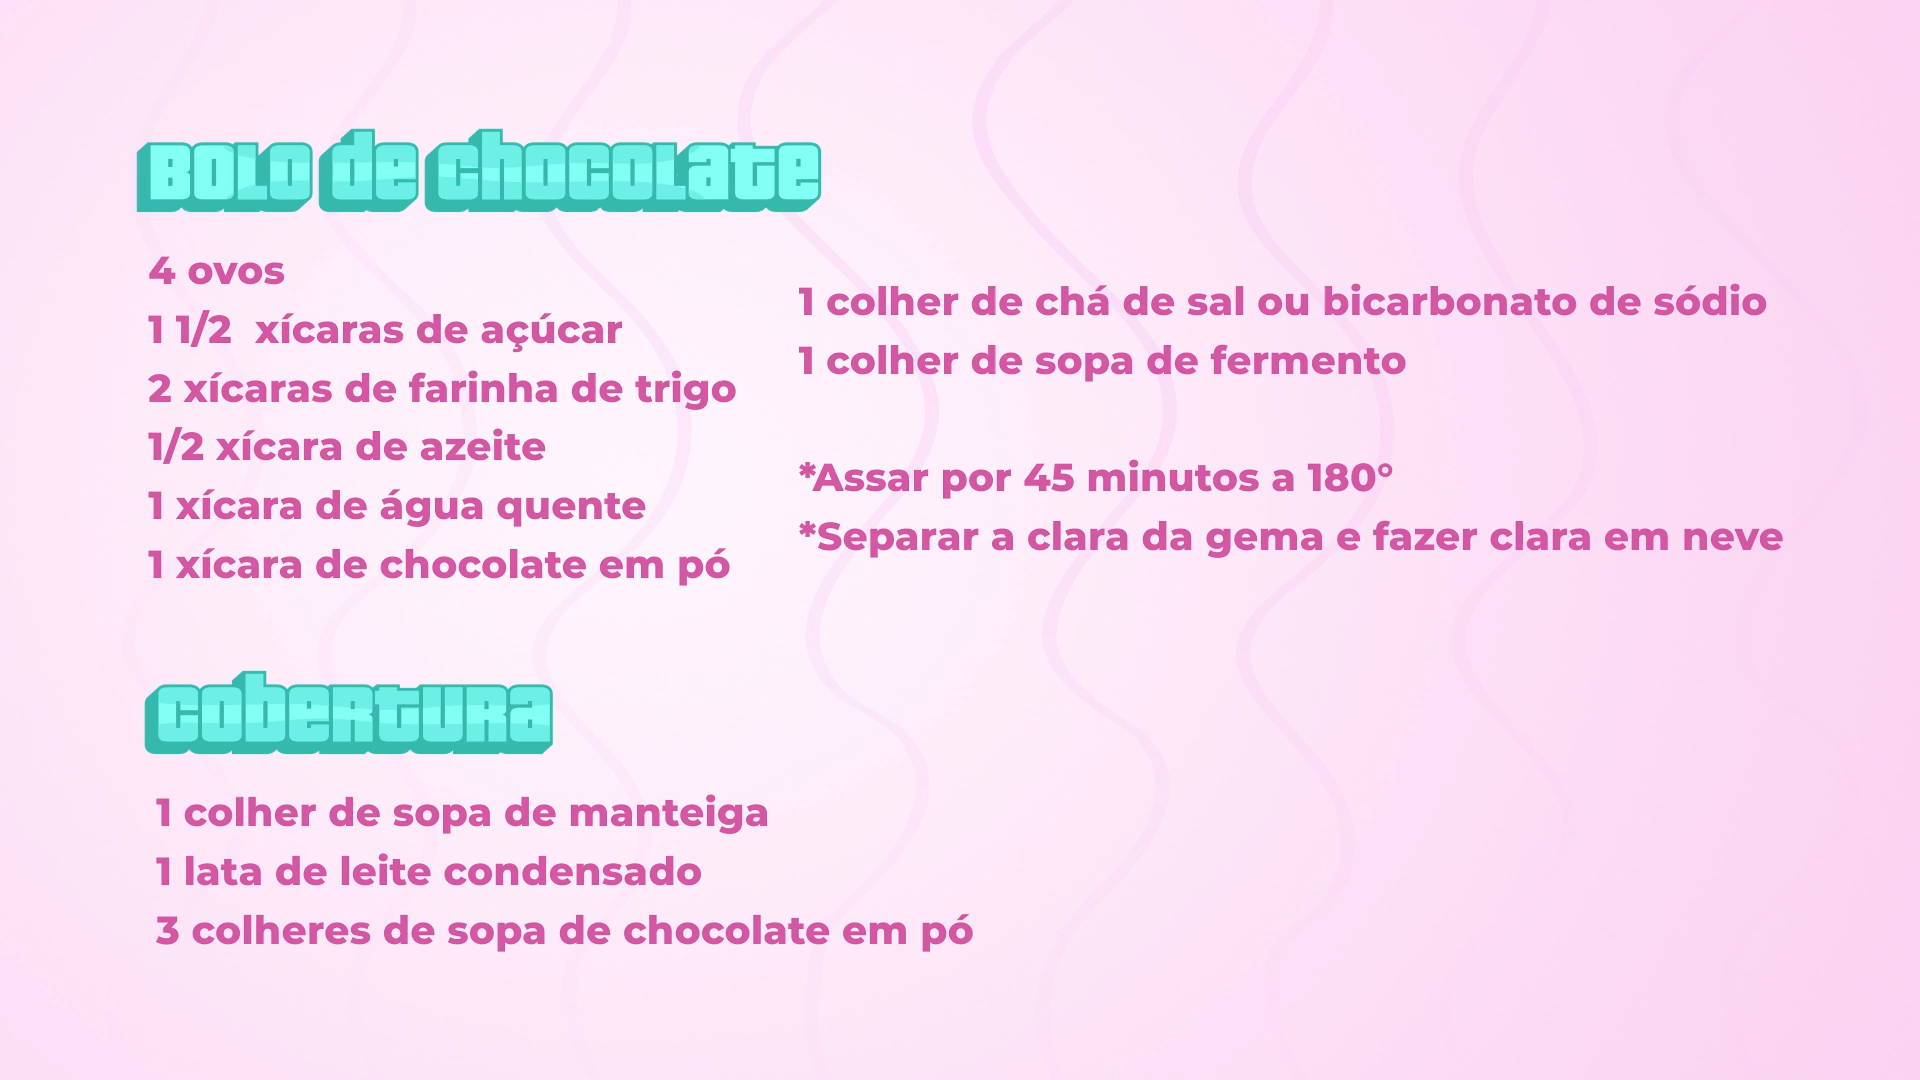 Bolo de chocolate
4 ovos
1 1/2  xícaras de açúcar
2 xícaras de farinha de trigo
1/2 xícara de azeite
1 xícara de água quente
1 xícara de chocolate em pó
1 colher de chá de sal ou bicarbonato de sódio
1 colher de sopa de fermento
*Assar por 45 minutos a 180°
*Separar a clara da gema e fazer clara em neve
Cobertura
1 colher de sopa de manteiga
1 lata de leite condensado
3 colheres de sopa de chocolate em pó